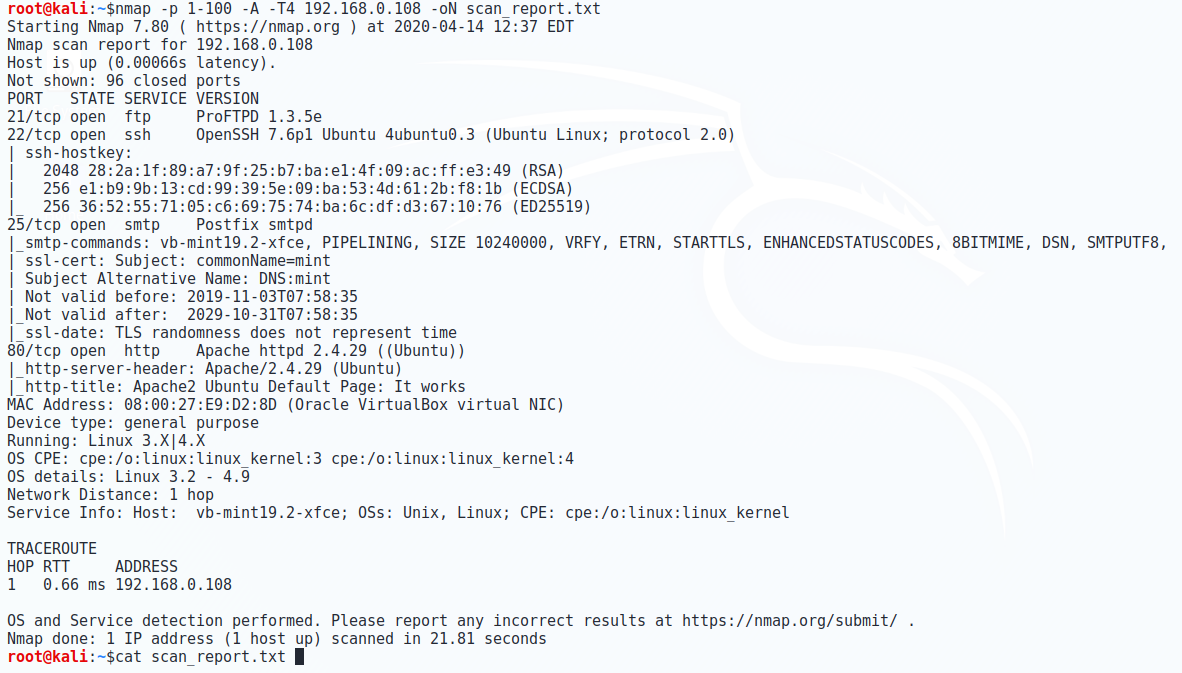 root@kali:~$nmap -p 1-100 -A -T4 192.168.0.108 -oN scan_report.txt
Starting Nmap 7.80 ( https://nmap.org ) at 2020-04-14 12:37 EDT
Nmap scan report for 192.168.0.108
Host is up (0.00066s latency).
Not shown: 96 closed ports
PORT   STATE SERVICE VERSION
21/tcp open  ftp     ProFTPD 1.3.5e
22/tcp open  ssh     OpenSSH 7.6p1 Ubuntu 4ubuntu0.3 (Ubuntu Linux; protocol 2.0)
| ssh-hostkey:
|   2048 28:2a:1f:89:a7:9f:25:b7:ba:e1:4f:09:ac:ff:e3:49 (RSA)
|   256 e1:b9:9b:13:cd:99:39:5e:09:ba:53:4d:61:2b:f8:1b (ECDSA)
|_  256 36:52:55:71:05:c6:69:75:74:ba:6c:df:d3:67:10:76 (ED25519)
25/tcp open  smtp    Postfix smtpd
|_smtp-commands: vb-mint19.2-xfce, PIPELINING, SIZE 10240000, VRFY, ETRN, STARTTLS, ENHANCEDSTATUSCODES, 8BITMIME, DSN, SMTPUTF8,
| ssl-cert: Subject: commonName=mint
| Subject Alternative Name: DNS:mint
| Not valid before: 2019-11-03T07:58:35
|_Not valid after:  2029-10-31T07:58:35
|_ssl-date: TLS randomness does not represent time
80/tcp open  http    Apache httpd 2.4.29 ((Ubuntu))
|_http-server-header: Apache/2.4.29 (Ubuntu)
|_http-title: Apache2 Ubuntu Default Page: It works
MAC Address: 08:00:27:E9:D2:8D (Oracle VirtualBox virtual NIC)
Device type: general purpose
Running: Linux 3.X|4.X
OS CPE: cpe:/o:linux:linux_kernel:3 cpe:/o:linux:linux_kernel:4
OS details: Linux 3.2 - 4.9
Network Distance: 1 hop
Service Info: Host:  vb-mint19.2-xfce; OSs: Unix, Linux; CPE: cpe:/o:linux:linux_kernel
TRACEROUTE
HOP RTT     ADDRESS
1   0.66 ms 192.168.0.108
OS and Service detection performed. Please report any incorrect results at https://nmap.org/submit/ .
Nmap done: 1 IP address (1 host up) scanned in 21.81 seconds
root@kali:~$cat scan_report.txt